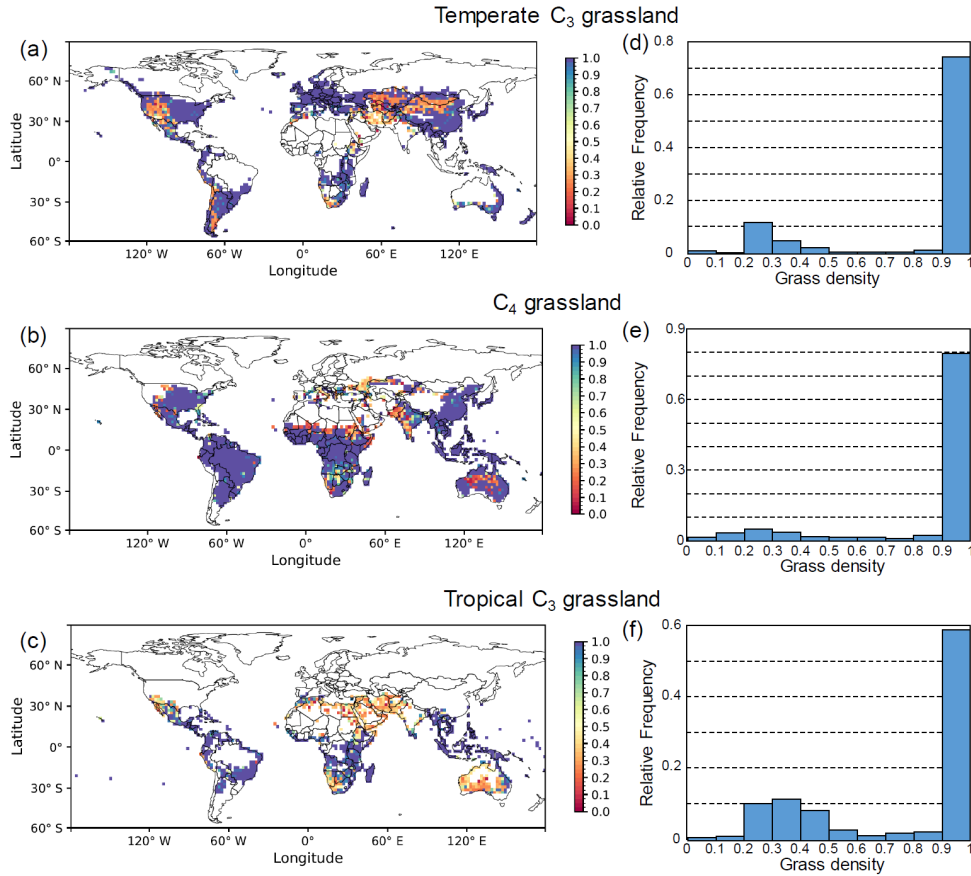 Temperate C₃ grassland
(a)
60° N
30° N
0°
30° S
60° S
Latitude
120° W
60° W
0°
60° E
120 E
Longitude
1.0
0.9
0.8
0.7
0.6
0.5
0.4
0.3
0.2
0.1
0.0
(d)
0.8
0.6
0.4
0.2
0
Relative Frequency
0 0.1 0.2 0.3 0.4 0.5 0.6 0.7 0.8 0.9 1
Grass density
C₄ grassland
(b)
60° N
30° N
0°
30° S
60° S
Latitude
120° W
60° W
0°
60 E
120 E
Longitude
1.0
0.9
0.8
0.7
0.6
0.5
0.4
0.3
0.2
0.1
0.0
(e)
0.9
0.6
0.3
0
Relative Frequency
0 0.1 0.2 0.3 0.4 0.5 0.6 0.7 0.8 0.9 1
Grass density
Tropical C₃ grassland
(c)
60° N
30° N
0°
30° S
60° S
Latitude
120° W
60° W
0°
60° E
120° E
Longitude
1.0
0.9
0.8
0.7
0.6
0.5
0.4
0.3
0.2
0.1
0.0
(f)
0.6
0.4
0.2
0
Relative Frequency
0 0.1 0.2 0.3 0.4 0.5 0.6 0.7 0.8 0.9 1
Grass density